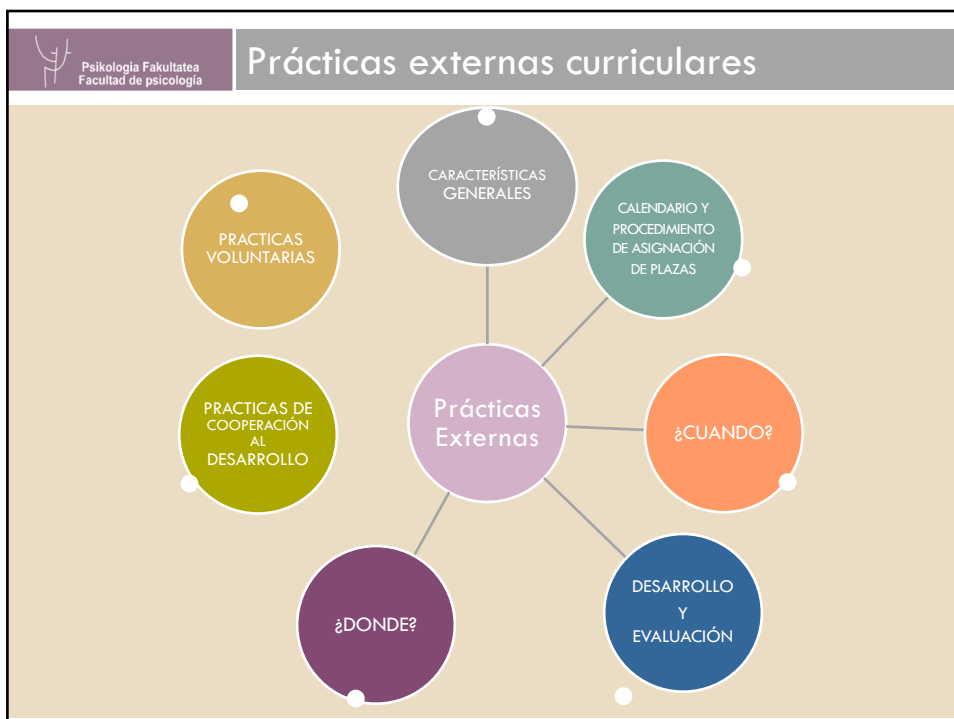 Psikologia Fakultatea
Facultad de psicología
Prácticas externas curriculares
CARACTERÍSTICAS
GENERALES
CALENDARIO Y
PROCEDIMIENTO
DE ASIGNACIÓN
DE PLAZAS
¿CUANDO?
DESARROLLO
Y
EVALUACIÓN
¿DONDE?
PRACTICAS DE
COOPERACIÓN
AL
DESARROLLO
PRACTICAS
VOLUNTARIAS
Prácticas
Externas